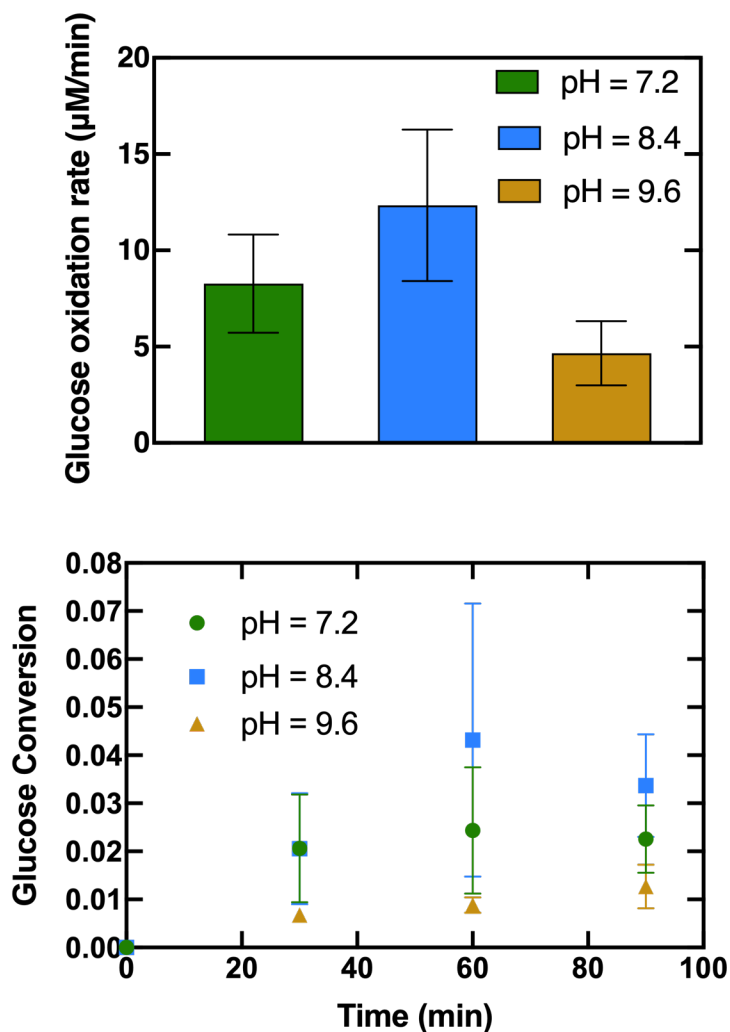 Glucose oxidation rate (µM/min)
20
15
10
5
0
pH = 7.2
pH = 8.4
pH = 9.6
Glucose Conversion
0.08
0.07
0.06
0.05
0.04
0.03
0.02
0.01
0.00
pH = 7.2
pH = 8.4
pH = 9.6
0 20 40 60 80 100
Time (min)